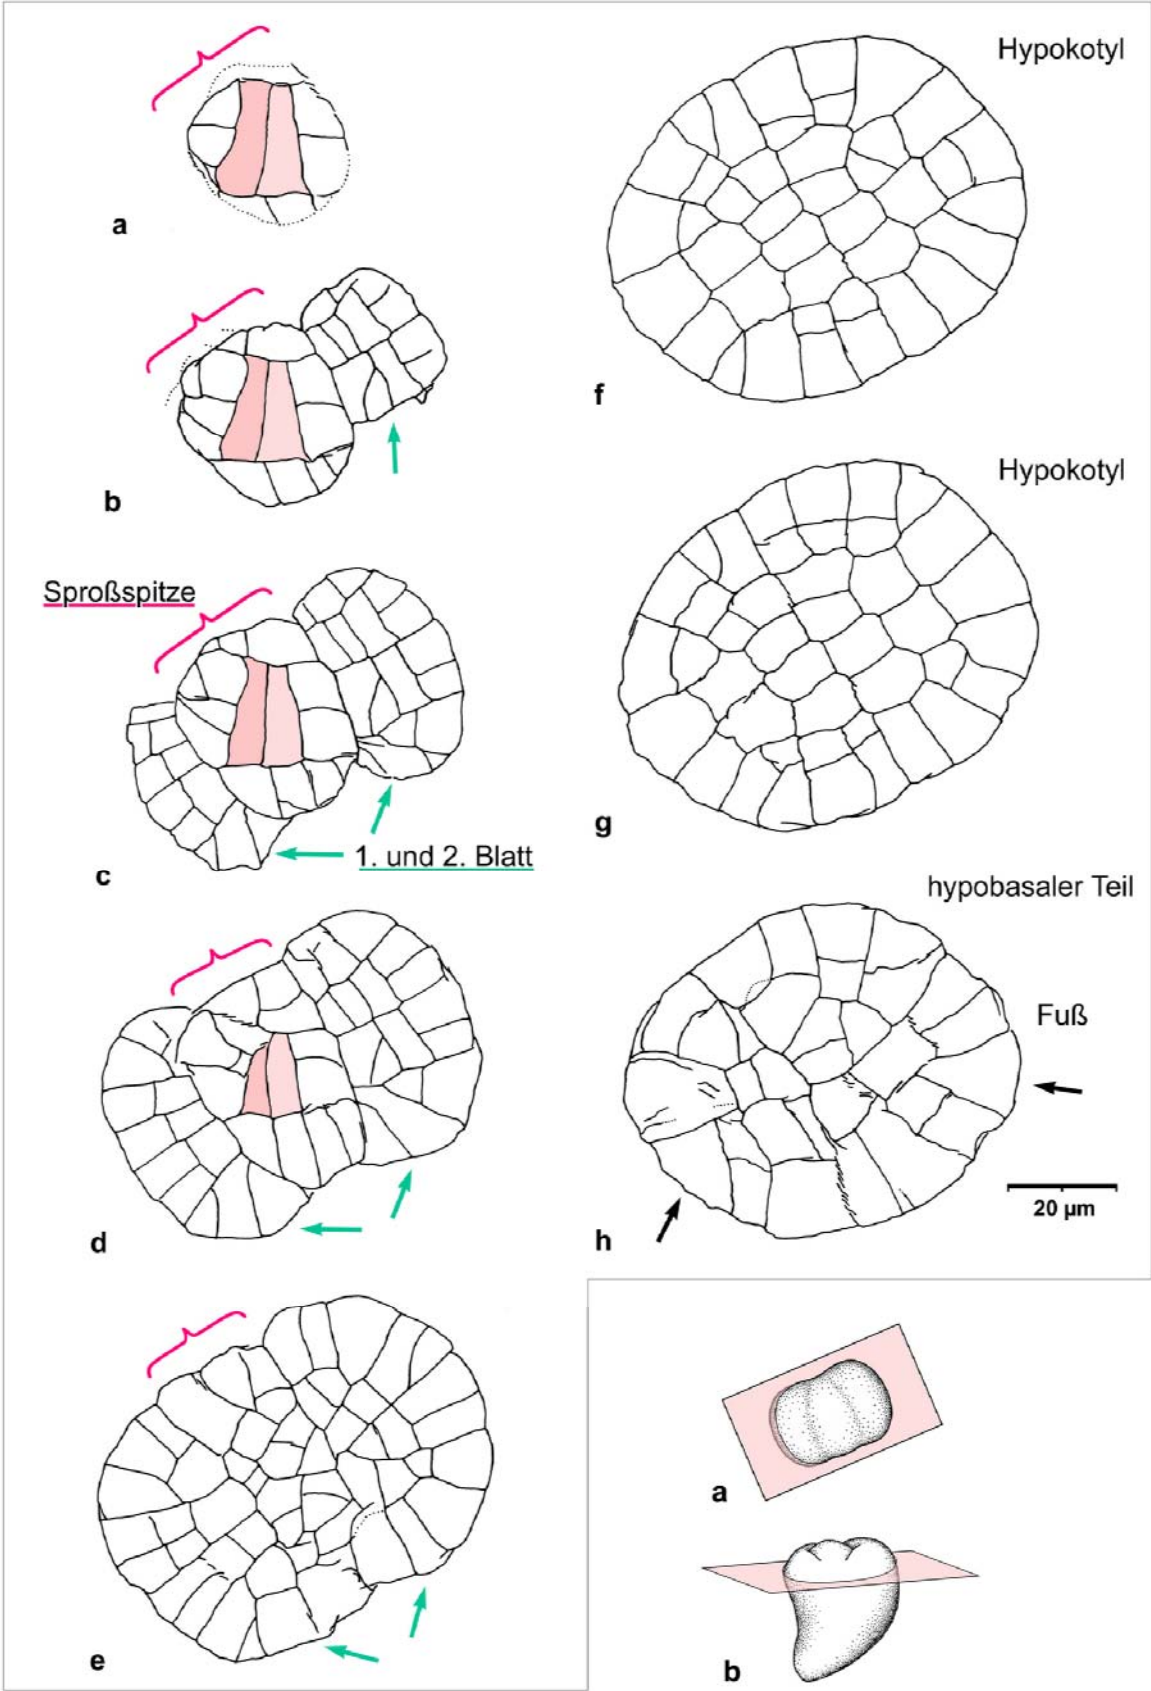 a
b
Sproßspitze
1. und 2. Blatt
c
d
e
Hypokotyl
f
Hypokotyl
g
hypobasaler Teil
Fuß
20 µm
h
a
b